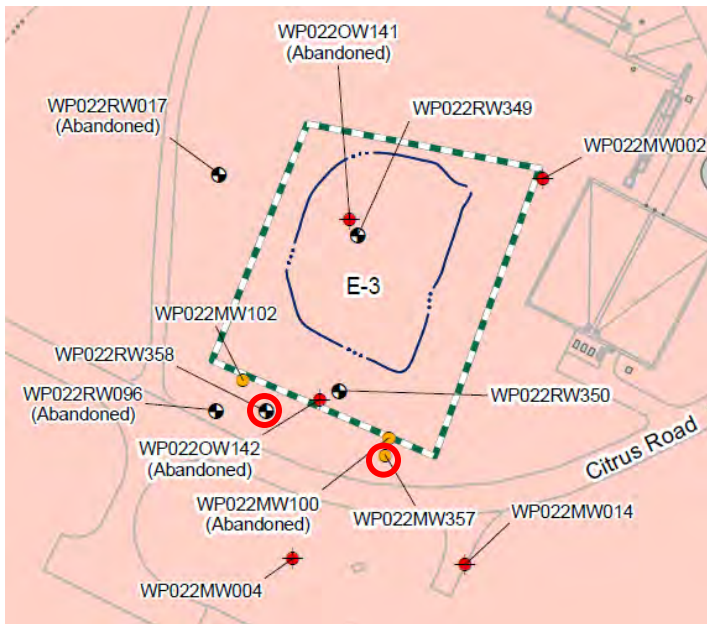 WP022OW141
(Abandoned)
WP022RW017
(Abandoned)
WP022RW349
WP022MW002
E-3
WP022MW102
WP022RW358
WP022RW096
(Abandoned)
WP022RW350
WP022OW142
(Abandoned)
Citrus Road
WP022MW100
(Abandoned)
WP022MW357
WP022MW014
WP022MW004